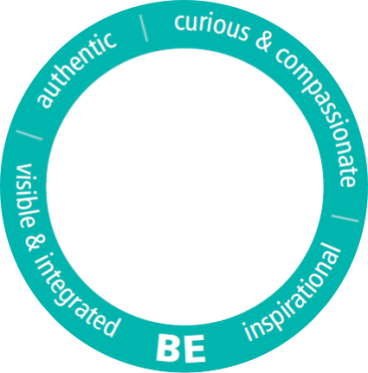 BE
visible & integrated
authentic
curious & compassionate
inspirational